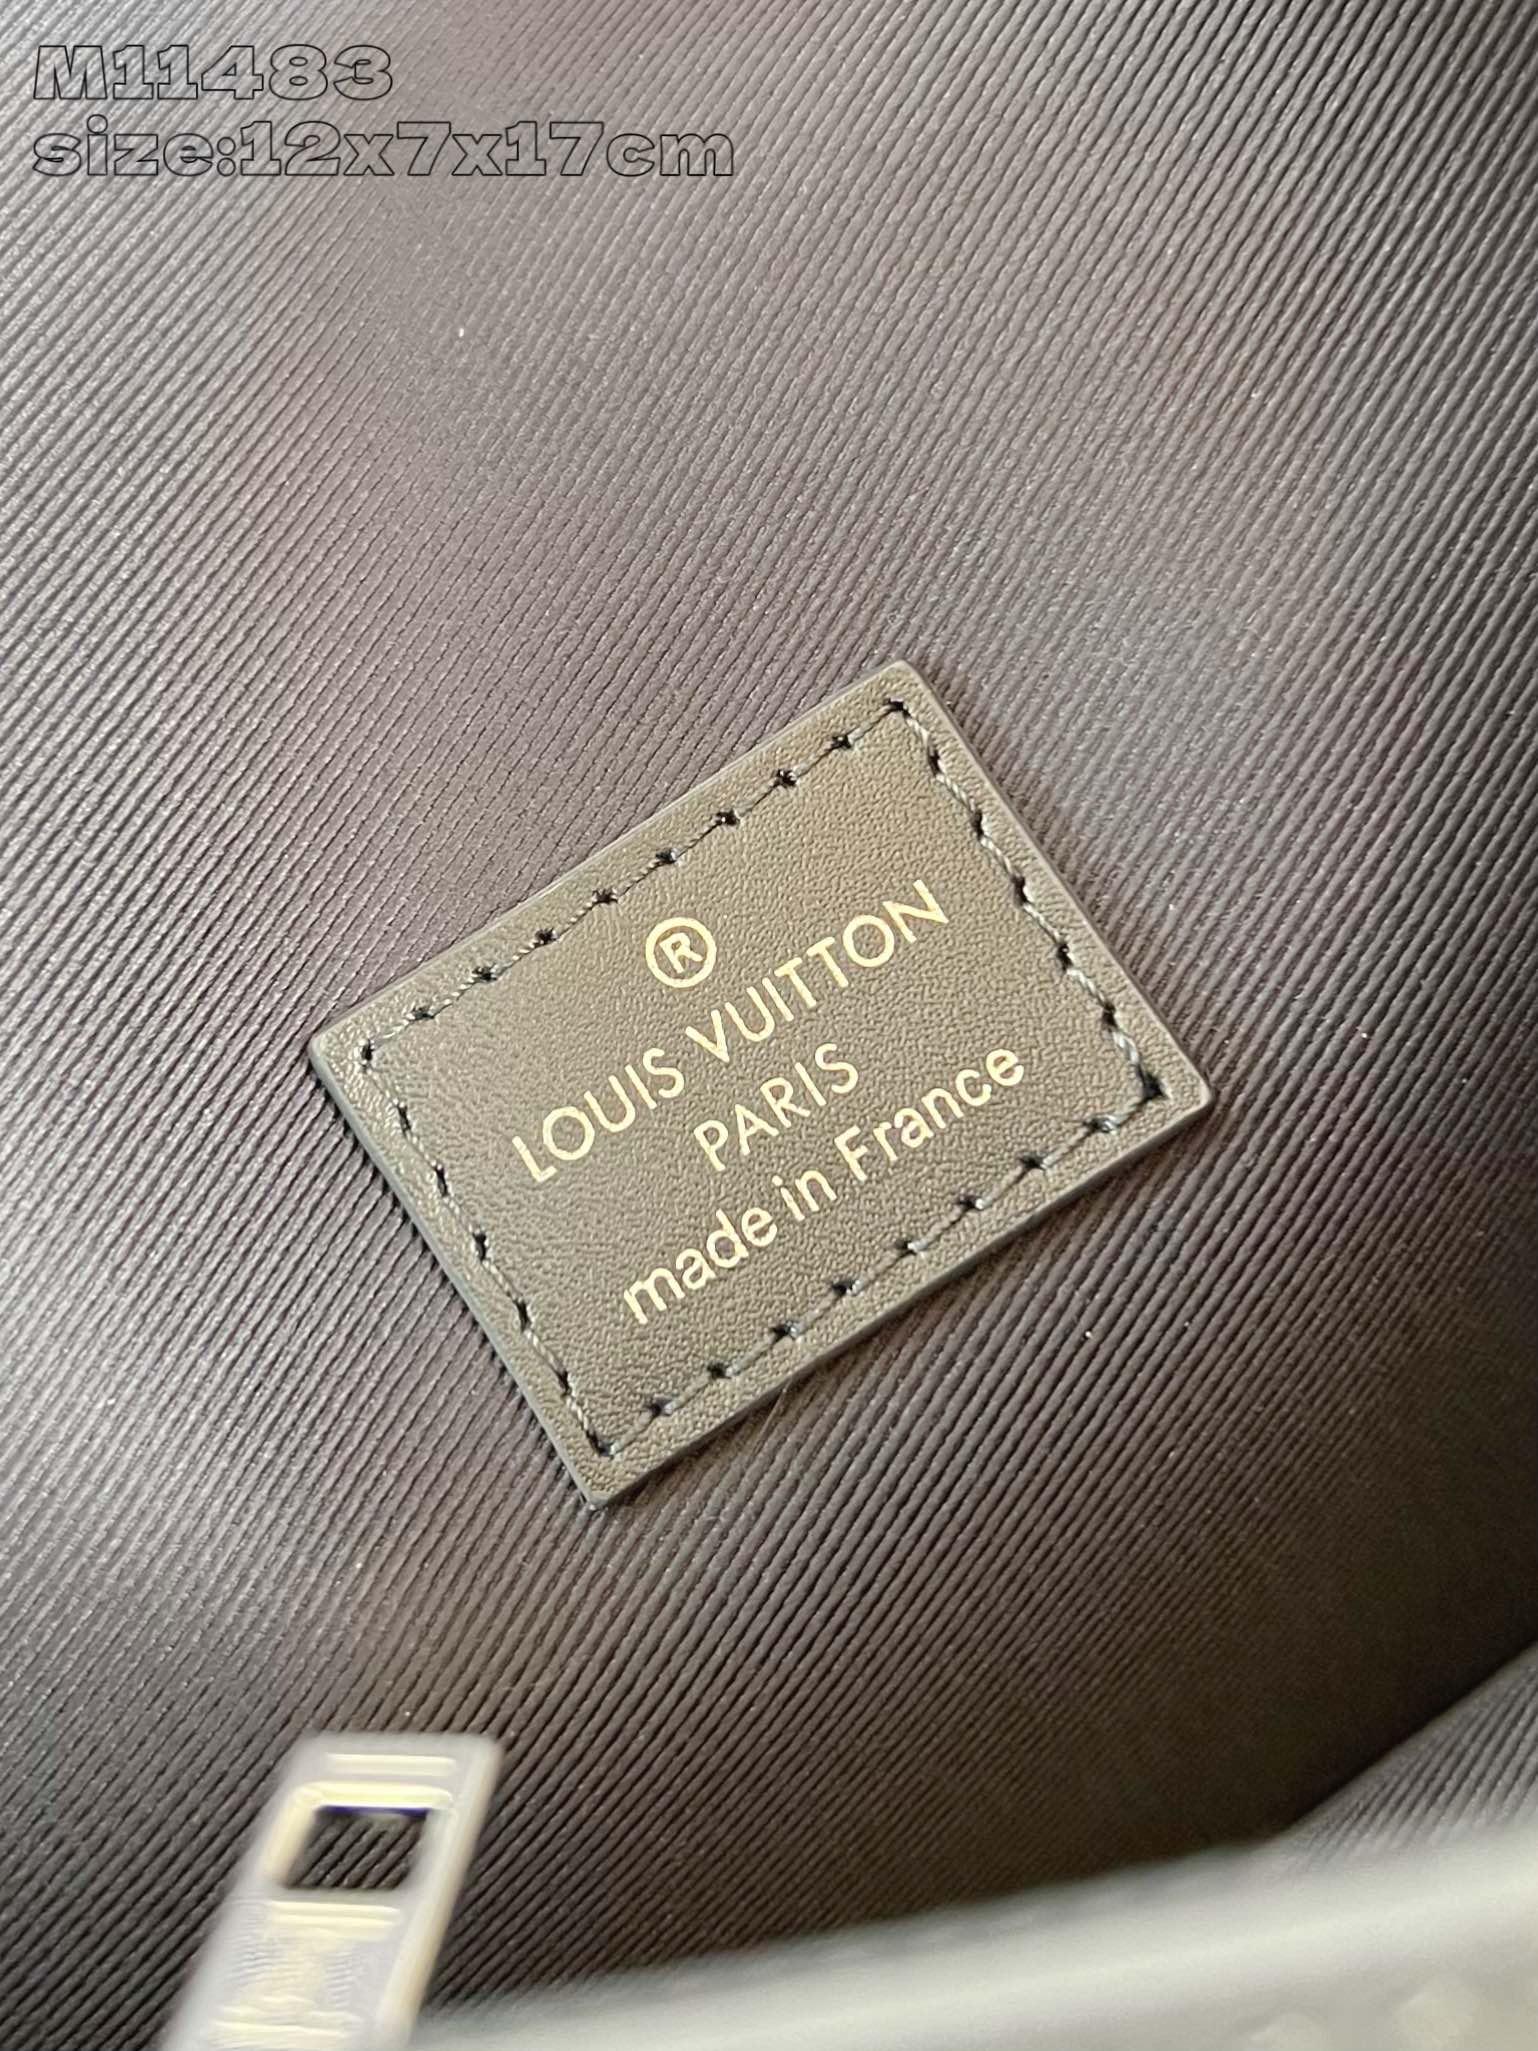 M11483
size:12x7x17cm
®
LOUIS VUITTON
PARIS
made in France